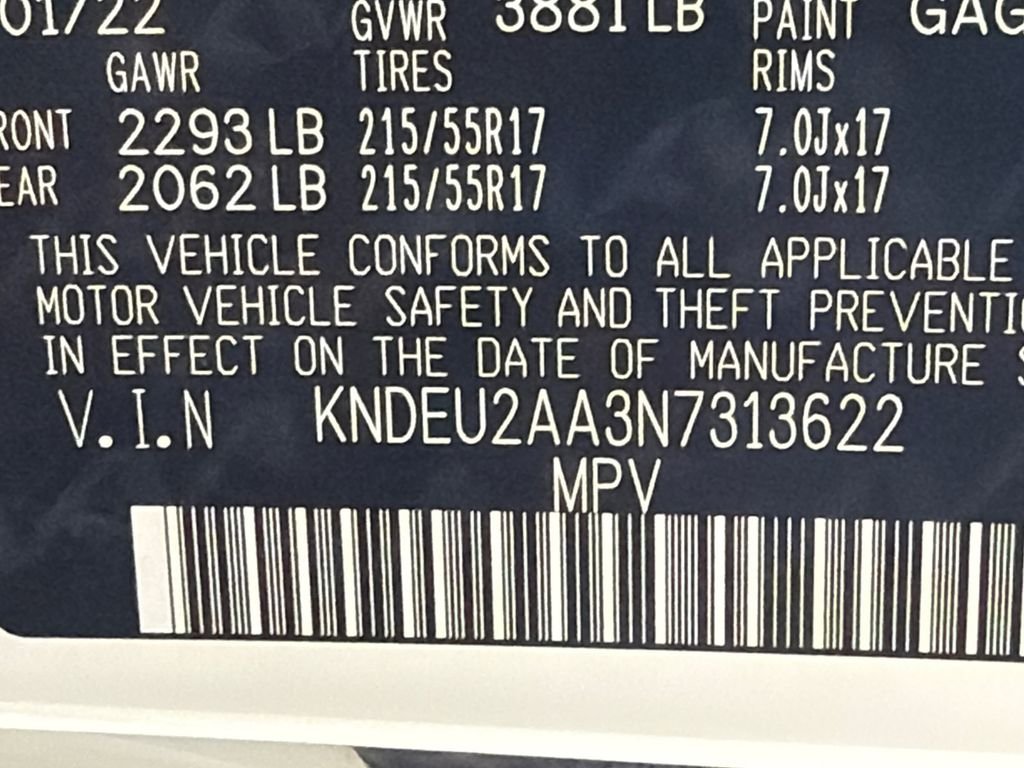 01/22 GVWR 3881 LB PAINT GAG
GAWR TIRES RIMS
RONT 2293 LB 215/55R17 7.0Jx17
EAR 2062 LB 215/55R17 7.0Jx17
THIS VEHICLE CONFORMS TO ALL APPLICABLE
MOTOR VEHICLE SAFETY AND THEFT PREVENTI
IN EFFECT ON THE DATE OF MANUFACTURE S
V.I.N KNDEU2AA3N7313622
MPV